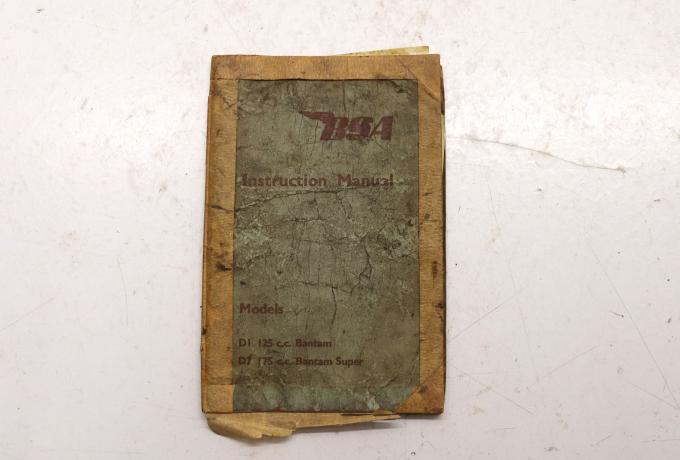 BSA
Instruction Manual
Models
D1 125 c.c. Bantam
D7 175 c.c. Bantam Super